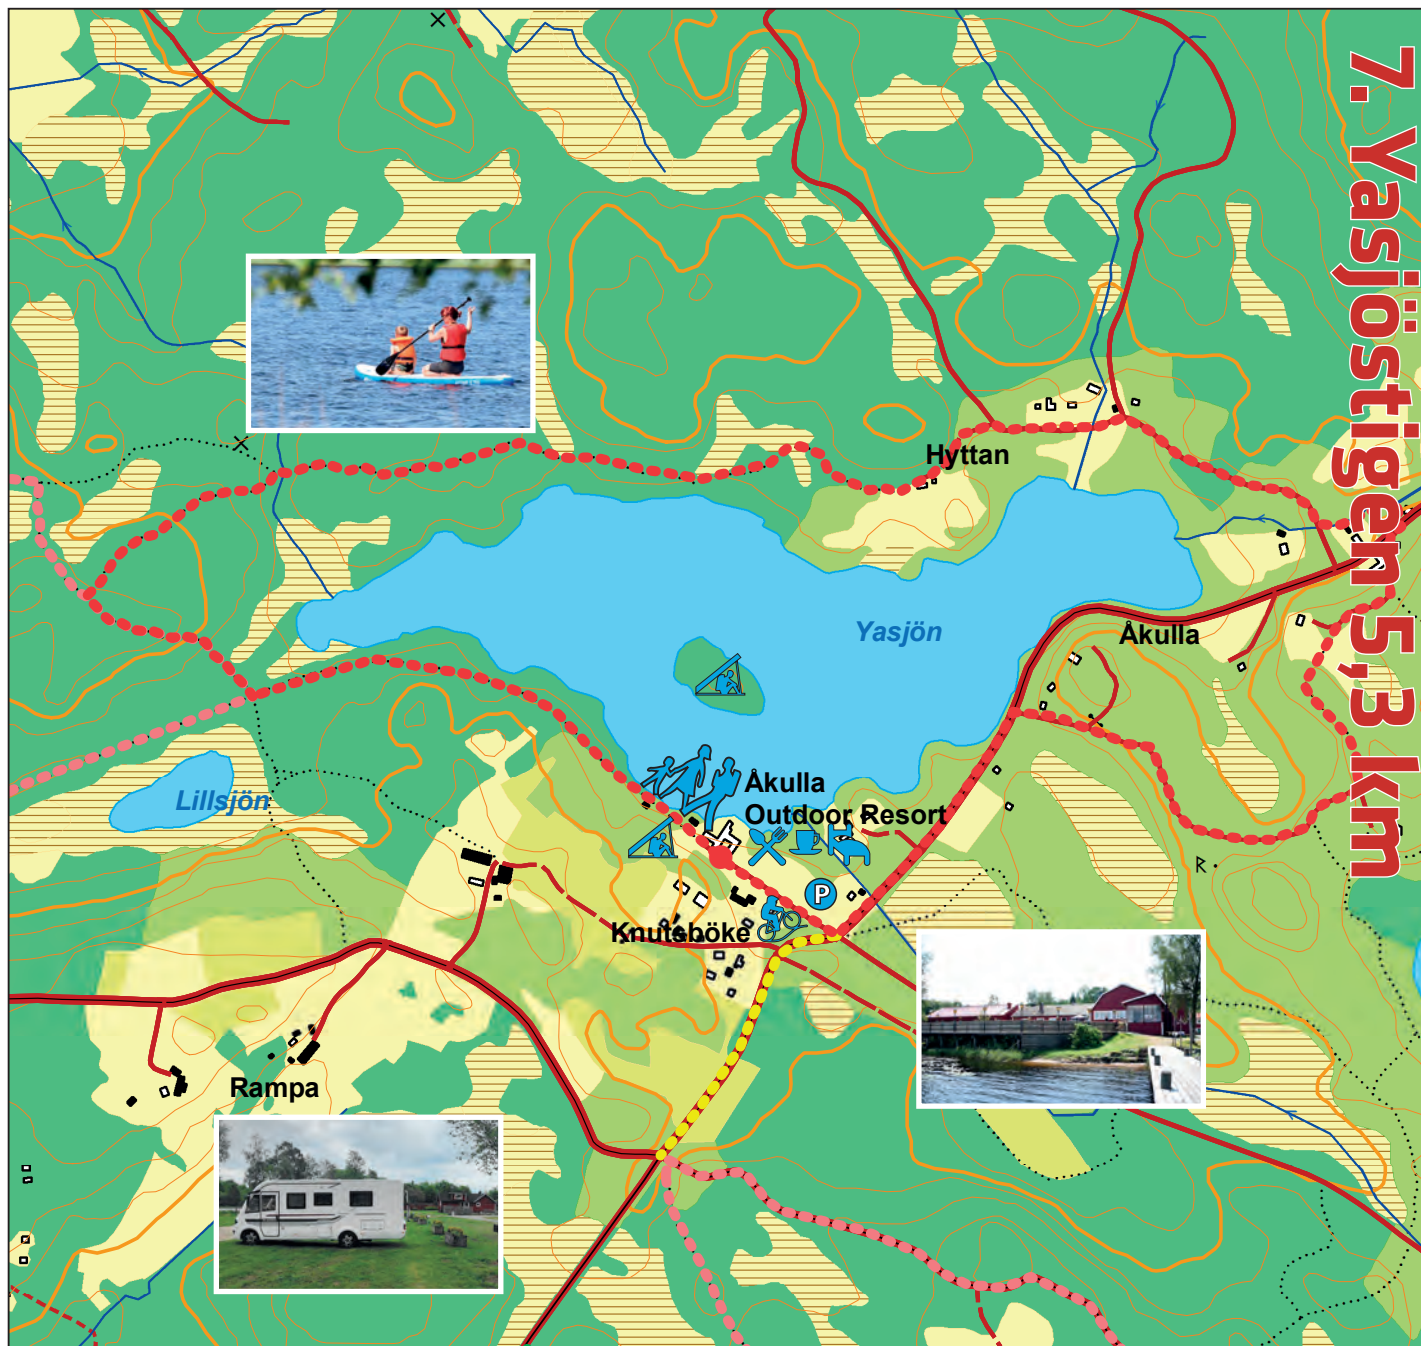 7. Yasjöstigen 5,3 km
Hyttan
Yasjön
Åkulla
Åkulla
Outdoor Resort
Lillsjön
P
Knutsböke
R
Rampa